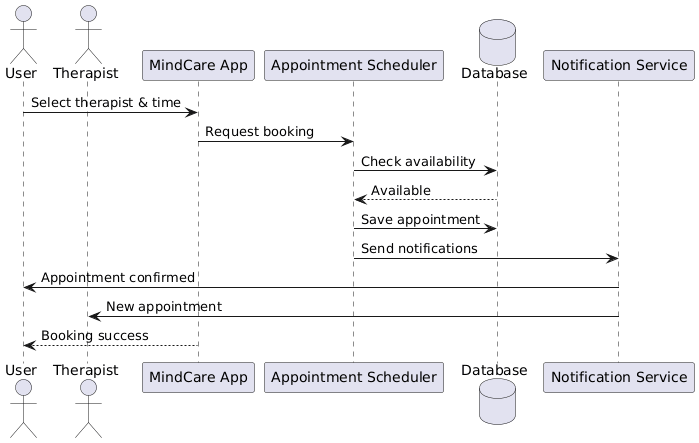 User
Therapist
MindCare App
Appointment Scheduler
Database
Notification Service
Select therapist & time
Request booking
Check availability
Available
Save appointment
Send notifications
Appointment confirmed
New appointment
Booking success
User
Therapist
MindCare App
Appointment Scheduler
Database
Notification Service